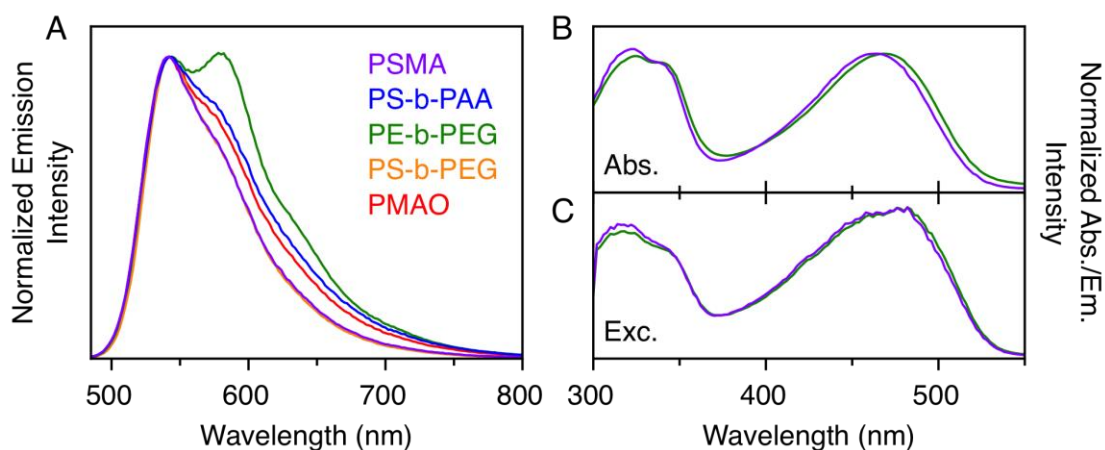 A
PSMA
PS-b-PAA
PE-b-PEG
PS-b-PEG
PMAO
Normalized Emission
Intensity
500 600 700 800
Wavelength (nm)
B
Abs.
C
Exc.
300 400 500
Wavelength (nm)
Normalized Abs./Em.
Intensity